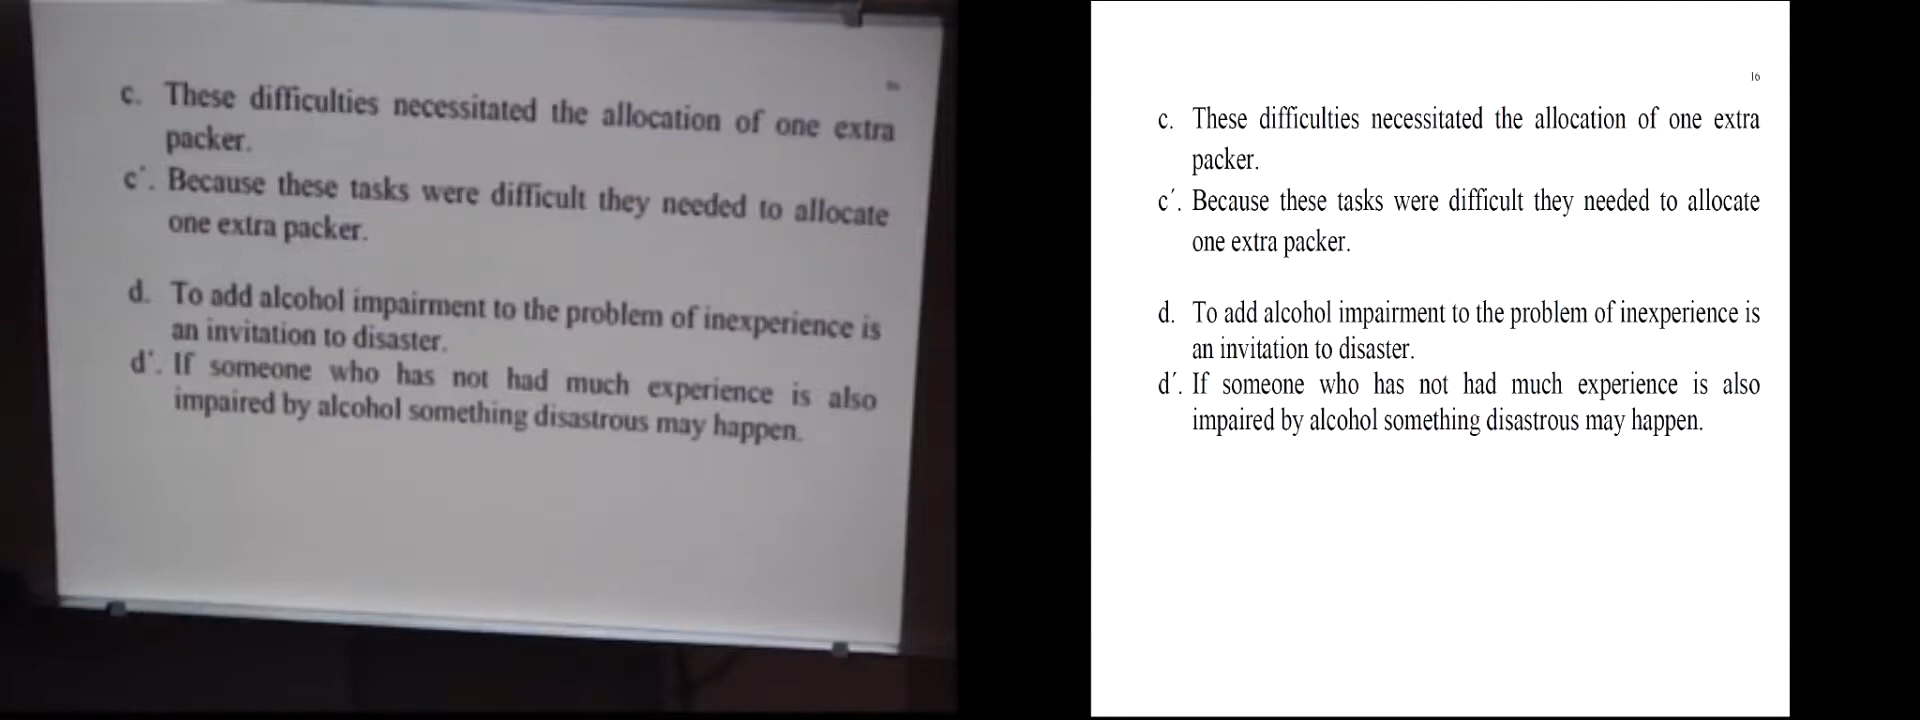 c. These difficulties necessitated the allocation of one extra
packer.
c´. Because these tasks were difficult they needed to allocate
one extra packer.
d. To add alcohol impairment to the problem of inexperience is
an invitation to disaster.
d´. If someone who has not had much experience is also
impaired by alcohol something disastrous may happen.
16
c. These difficulties necessitated the allocation of one extra
packer.
c´. Because these tasks were difficult they needed to allocate
one extra packer.
d. To add alcohol impairment to the problem of inexperience is
an invitation to disaster.
d´. If someone who has not had much experience is also
impaired by alcohol something disastrous may happen.